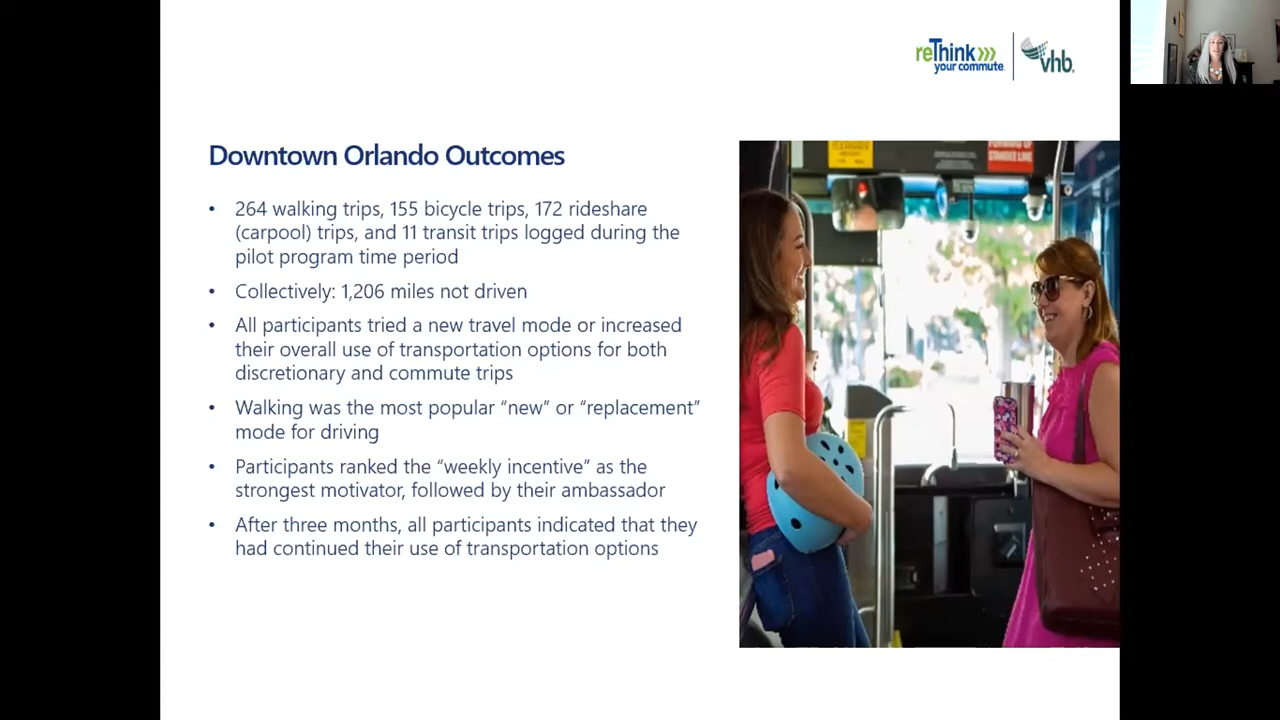 reThink
your commute
vhb
Downtown Orlando Outcomes
• 264 walking trips, 155 bicycle trips, 172 rideshare
(carpool) trips, and 11 transit trips logged during the
pilot program time period
• Collectively: 1,206 miles not driven
• All participants tried a new travel mode or increased
their overall use of transportation options for both
discretionary and commute trips
• Walking was the most popular “new” or “replacement”
mode for driving
• Participants ranked the “weekly incentive” as the
strongest motivator, followed by their ambassador
• After three months, all participants indicated that they
had continued their use of transportation options
FORWARD OF
STANDEE LINE